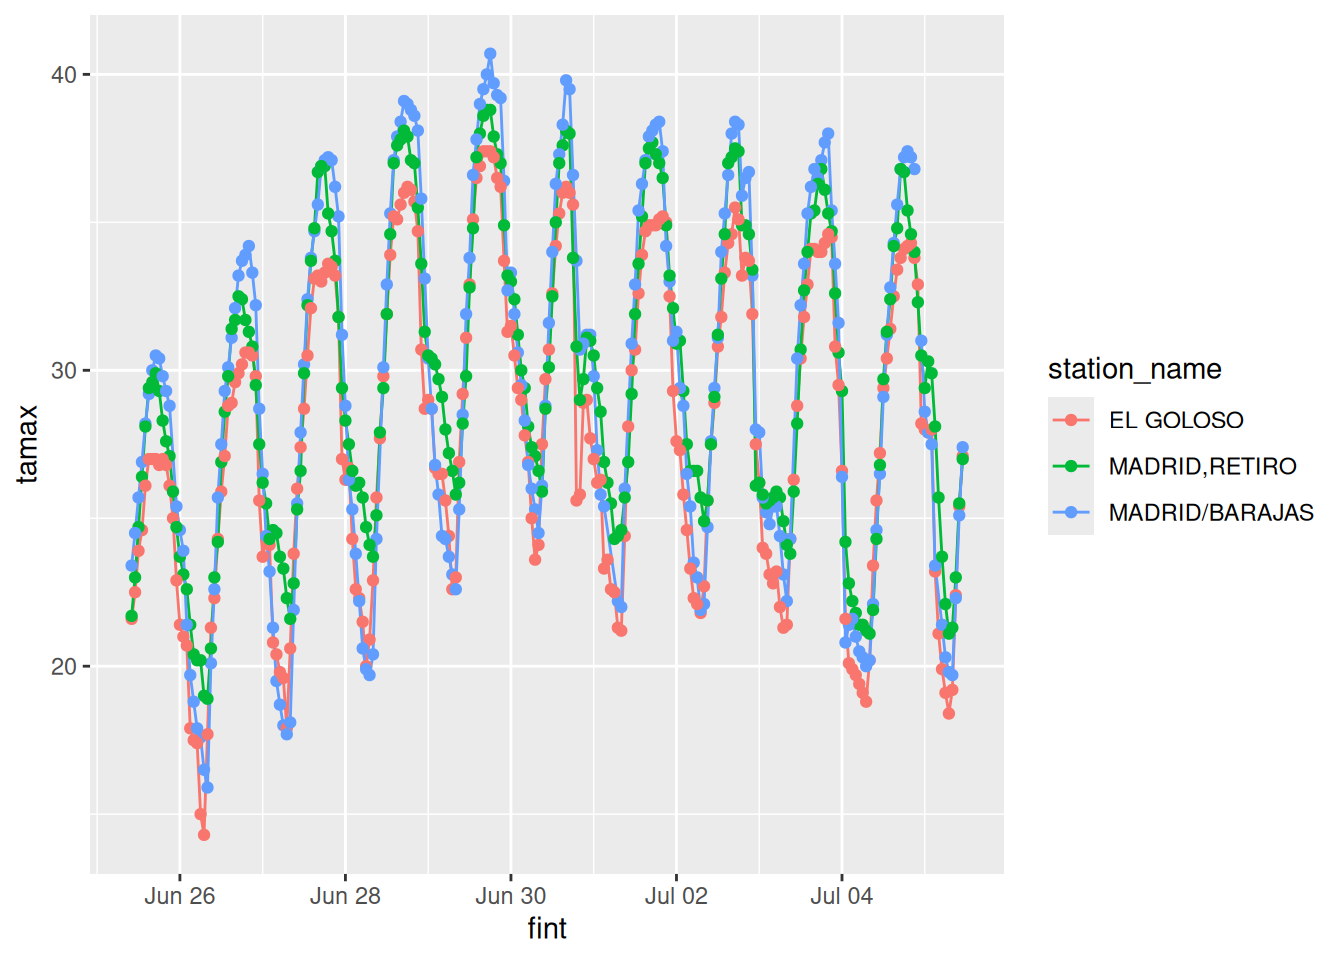 40
30
20
tamax
Jun 26
Jun 28
Jun 30
Jul 02
Jul 04
fint
station_name
EL GOLOSO
MADRID,RETIRO
MADRID/BARAJAS